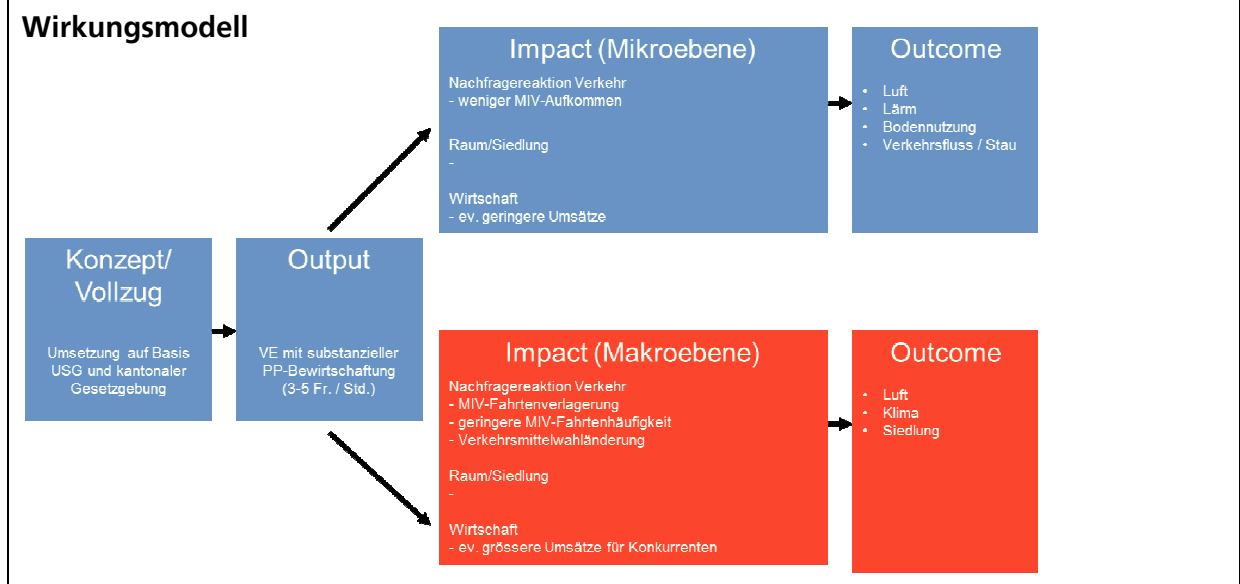 Wirkungsmodell
Impact (Mikroebene)
Nachfragereaktion Verkehr
- weniger MIV-Aufkommen
Raum/Siedlung
-
Wirtschaft
- ev. geringere Umsätze
Outcome
• Luft
• Lärm
• Bodennutzung
• Verkehrsfluss / Stau
Konzept/
Vollzug
Umsetzung auf Basis
USG und kantonaler
Gesetzgebung
Output
VE mit substanzieller
PP-Bewirtschaftung
(3-5 Fr. / Std.)
Impact (Makroebene)
Nachfragereaktion Verkehr
- MIV-Fahrtenverlagerung
- geringere MIV-Fahrtenhäufigkeit
- Verkehrsmittelwahländerung
Raum/Siedlung
-
Wirtschaft
- ev. grössere Umsätze für Konkurrenten
Outcome
• Luft
• Klima
• Siedlung